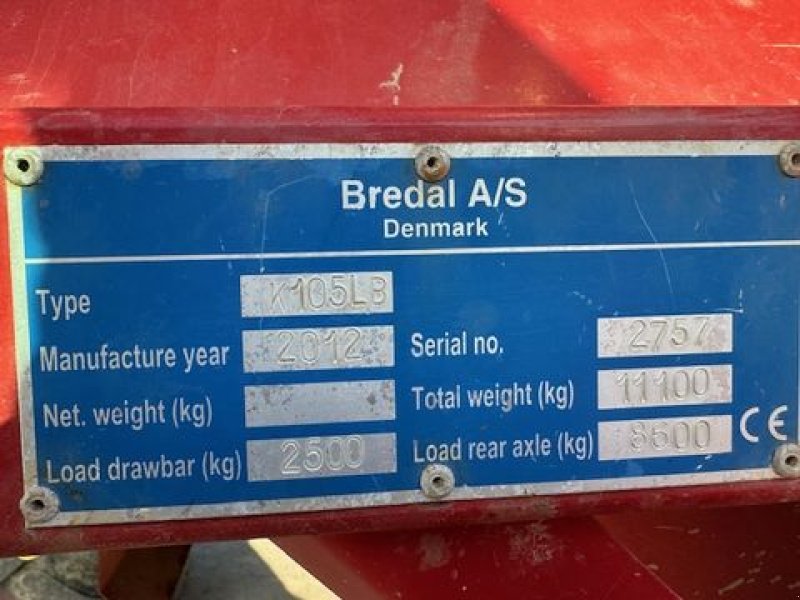 Bredal A/S
Denmark
Type K105LB
Manufacture year 2012
Serial no. 2757
Net. weight (kg)
Total weight (kg) 11100
Load drawbar (kg) 2500
Load rear axle (kg) 8600
CE